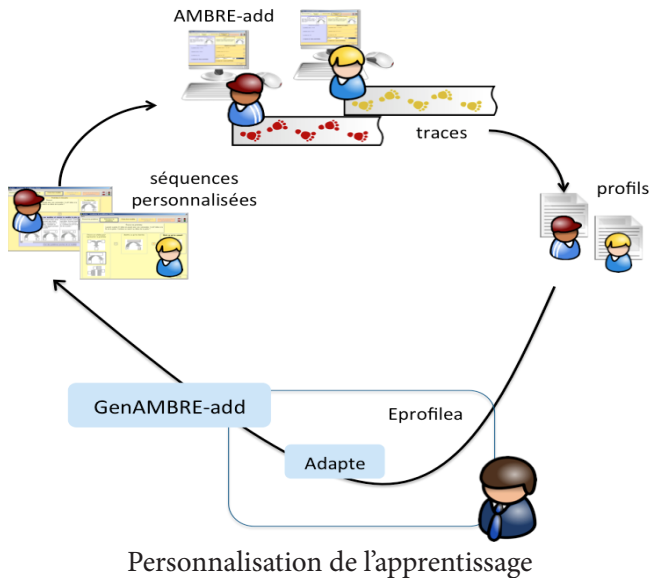 AMBRE-add
traces
profils
séquences
personnalisées
GenAMBRE-add
Eprofilea
Adapte
Personnalisation de l'apprentissage